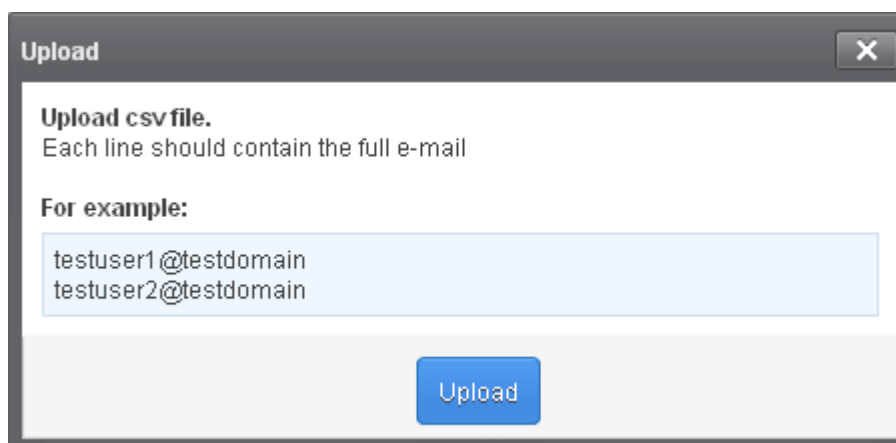 Upload
Upload csv file.
Each line should contain the full e-mail
For example:
testuser1@testdomain
testuser2@testdomain
Upload